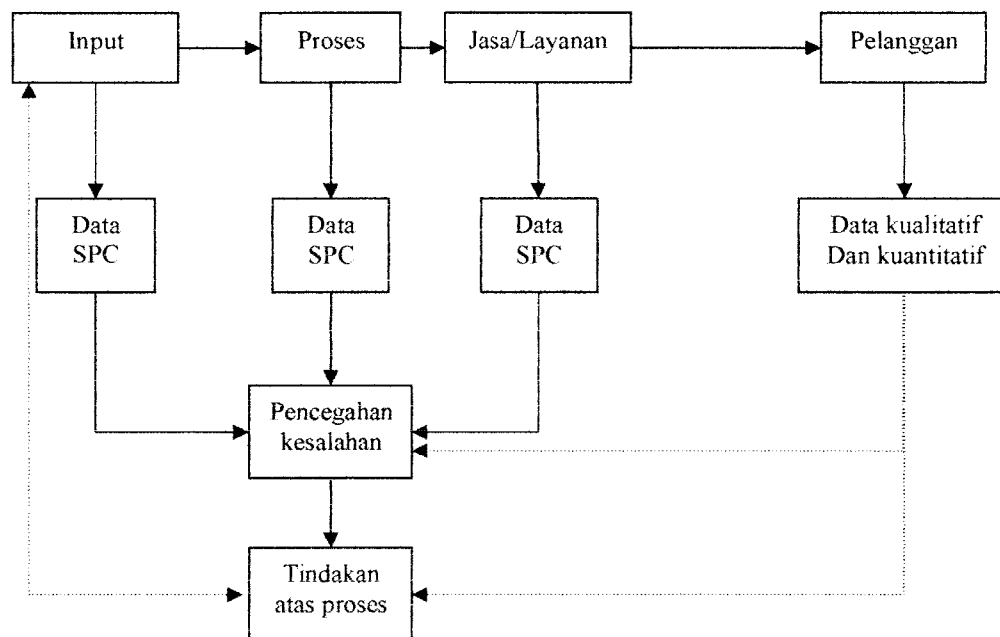 Input
Proses
Jasa/Layanan
Pelanggan
Data
SPC
Data
SPC
Data
SPC
Data kualitatif
Dan kuantitatif
Pencegahan
kesalahan
Tindakan
atas proses